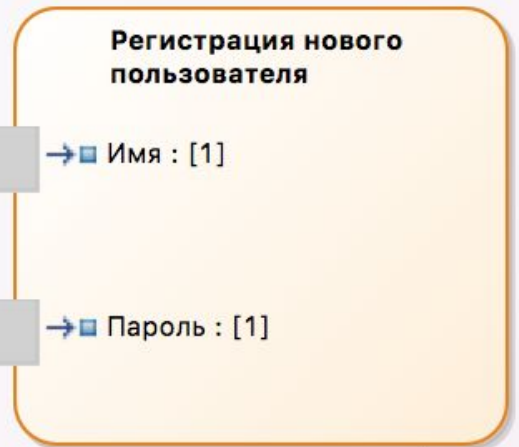 Регистрация нового
пользователя
Имя : [1]
Пароль : [1]